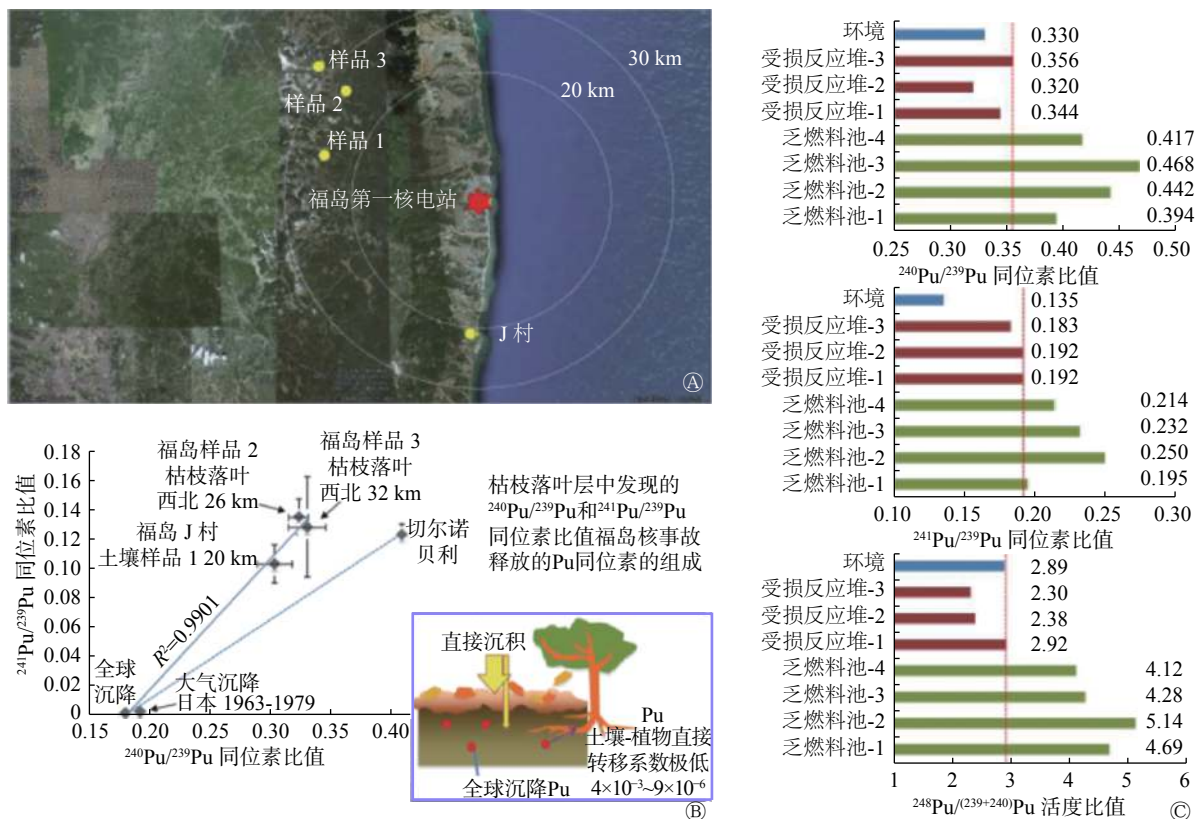 30 km
20 km
样品 3
样品 2
样品 1
福岛第一核电站
J 村
Ⓐ
²⁴¹Pu/²³⁹Pu 同位素比值
0.18
0.16
0.14
0.12
0.10
0.08
0.06
0.04
0.02
0
福岛样品 2
枯枝落叶
西北 26 km
福岛样品 3
枯枝落叶
西北 32 km
福岛 J 村
土壤样品 1 20 km
切尔诺
贝利
R²=0.9901
全球
沉降
大气沉降
日本 1963-1979
0.15
0.20
0.25
0.30
0.35
0.40
²⁴⁰Pu/²³⁹Pu 同位素比值
枯枝落叶层中发现的
²⁴⁰Pu/²³⁹Pu和²⁴¹Pu/²³⁹Pu
同位素比值福岛核事故
释放的Pu同位素的组成
直接沉积
Pu
土壤-植物直接
转移系数极低
4×10⁻³~9×10⁻⁶
全球沉降Pu
Ⓑ
环境 0.330
受损反应堆-3 0.356
受损反应堆-2 0.320
受损反应堆-1 0.344
乏燃料池-4 0.417
乏燃料池-3 0.468
乏燃料池-2 0.442
乏燃料池-1 0.394
0.25 0.30 0.35 0.40 0.45 0.50
²⁴⁰Pu/²³⁹Pu 同位素比值
环境 0.135
受损反应堆-3 0.183
受损反应堆-2 0.192
受损反应堆-1 0.192
乏燃料池-4 0.214
乏燃料池-3 0.232
乏燃料池-2 0.250
乏燃料池-1 0.195
0.10 0.15 0.20 0.25 0.30
²⁴¹Pu/²³⁹Pu 同位素比值
环境 2.89
受损反应堆-3 2.30
受损反应堆-2 2.38
受损反应堆-1 2.92
乏燃料池-4 4.12
乏燃料池-3 4.28
乏燃料池-2 5.14
乏燃料池-1 4.69
1 2 3 4 5 6
²⁴⁸Pu/⁽²³⁹⁺²⁴⁰⁾Pu 活度比值
Ⓒ